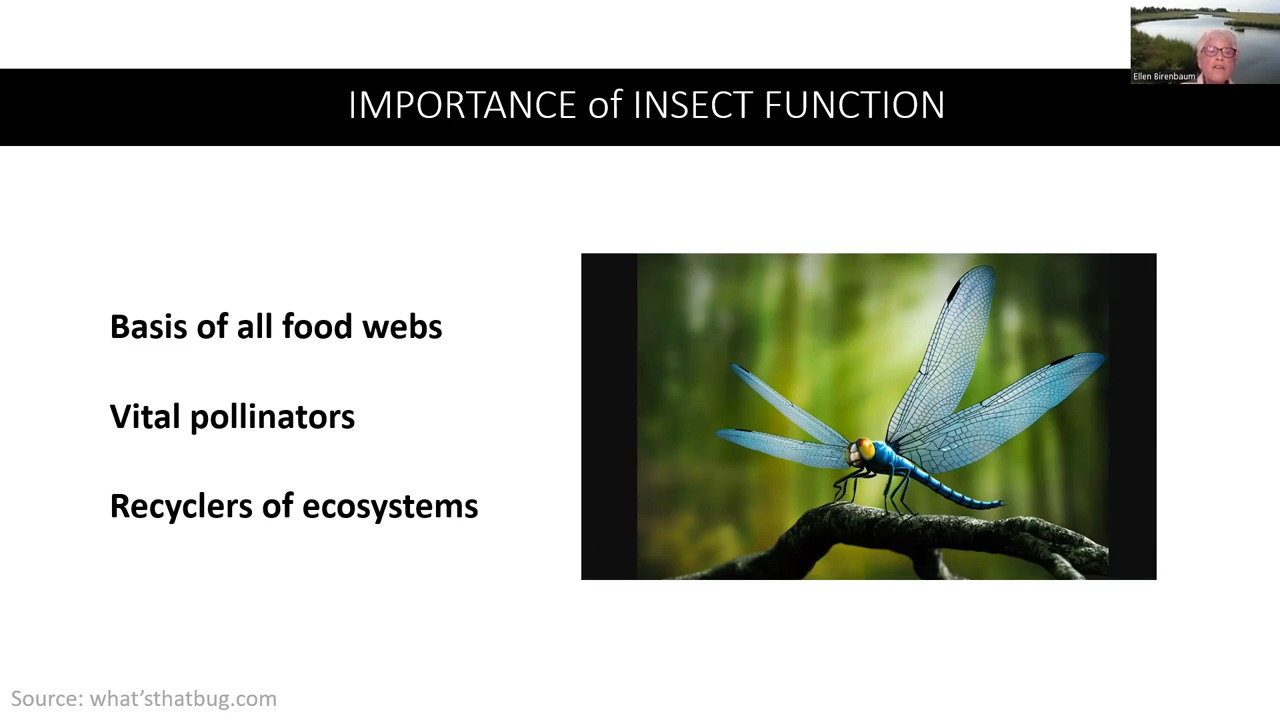 Ellen Birenbaum
IMPORTANCE of INSECT FUNCTION
Basis of all food webs
Vital pollinators
Recyclers of ecosystems
Source: what'sthatbug.com